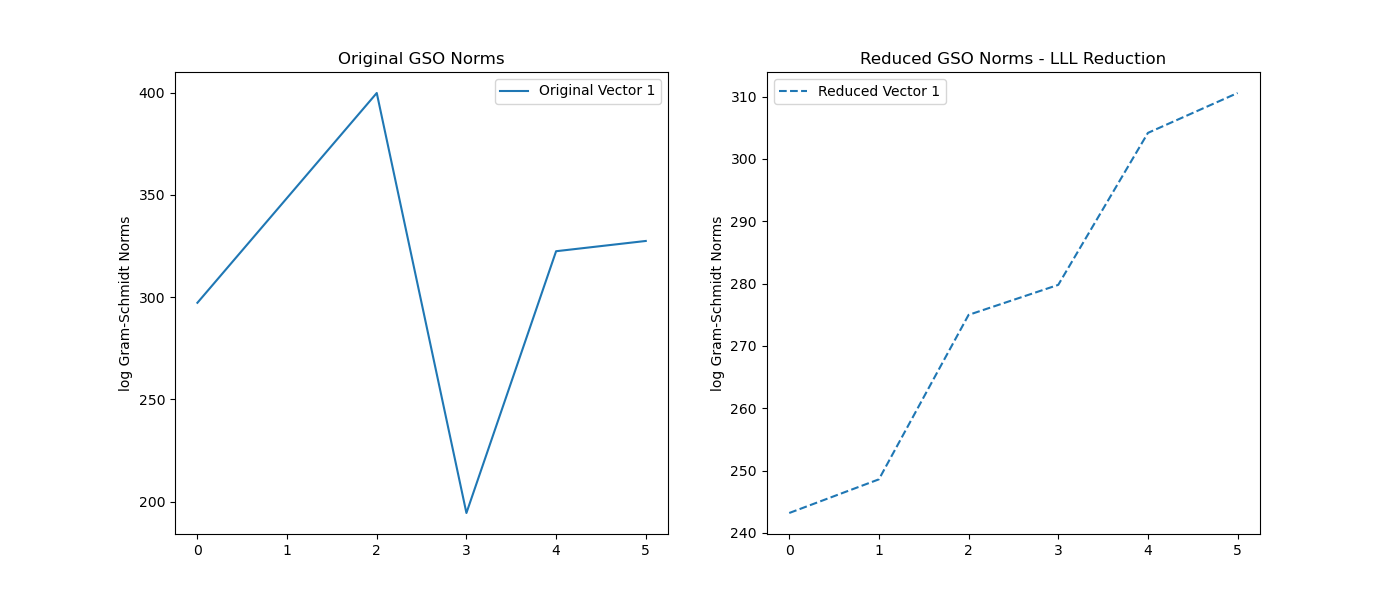 Original GSO Norms
Original Vector 1
log Gram-Schmidt Norms
400
350
300
250
200
0 1 2 3 4 5
Reduced GSO Norms - LLL Reduction
Reduced Vector 1
log Gram-Schmidt Norms
310
300
290
280
270
260
250
240
0 1 2 3 4 5